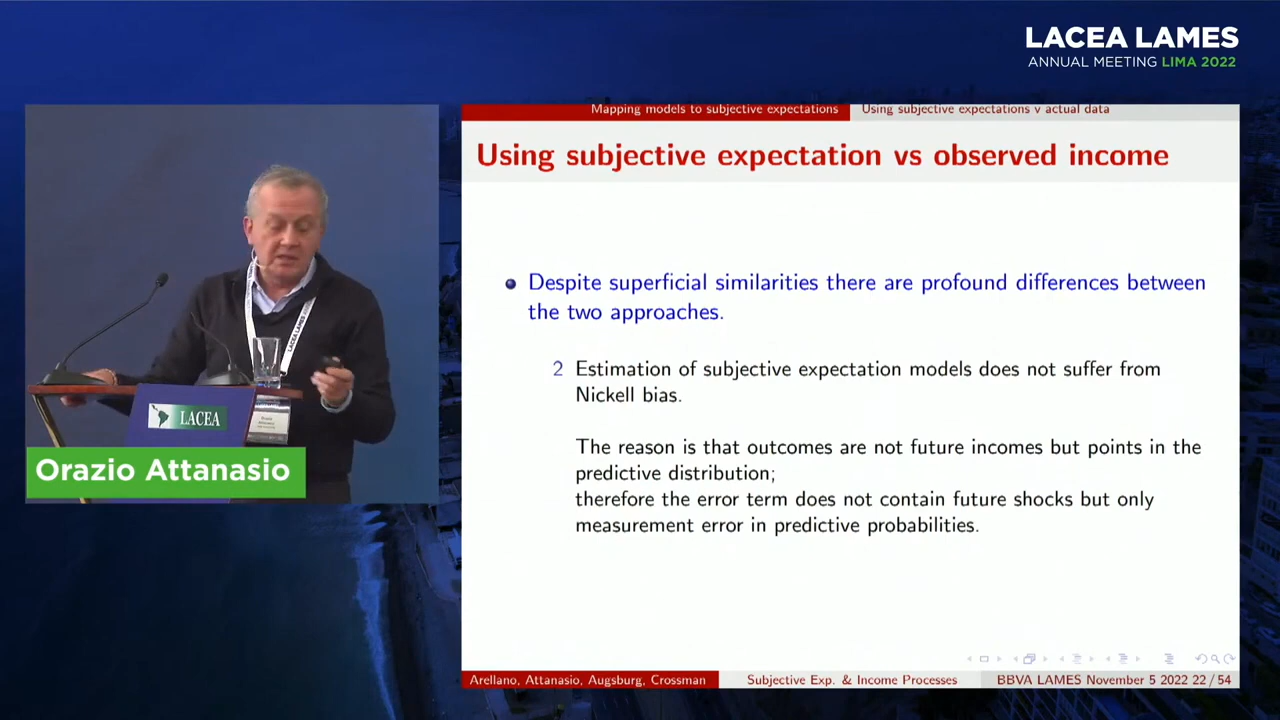 LACEA LAMES
ANNUAL MEETING LIMA 2022
Mapping models to subjective expectations
Using subjective expectations v actual data
Using subjective expectation vs observed income
Despite superficial similarities there are profound differences between
the two approaches.
2 Estimation of subjective expectation models does not suffer from
Nickell bias.
The reason is that outcomes are not future incomes but points in the
predictive distribution;
therefore the error term does not contain future shocks but only
measurement error in predictive probabilities.
Arellano, Attanasio, Augsburg, Crossman
Subjective Exp. & Income Processes
BBVA LAMES November 5 2022 22 / 54
LACEA LAMES 2022
LACEA
Orazio Attanasio